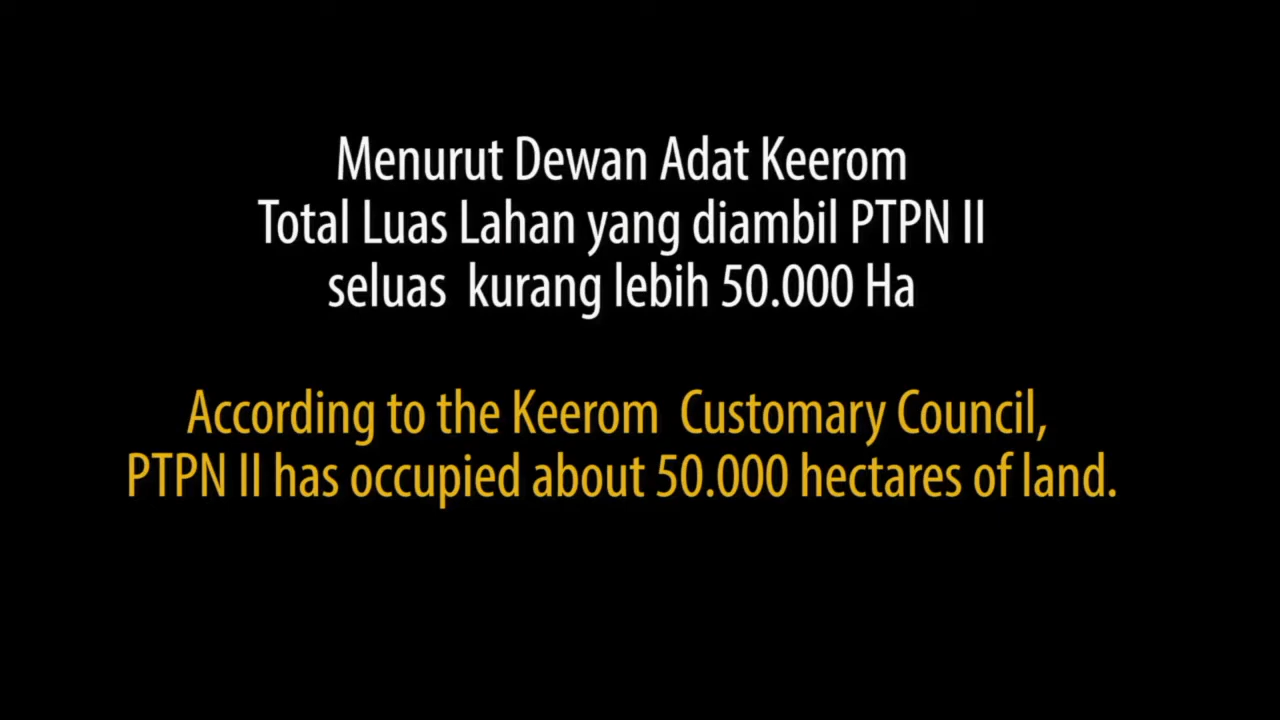 Menurut Dewan Adat Keerom
Total Luas Lahan yang diambil PTPN II
seluas kurang lebih 50.000 Ha
According to the Keerom Customary Council,
PTPN II has occupied about 50.000 hectares of land.